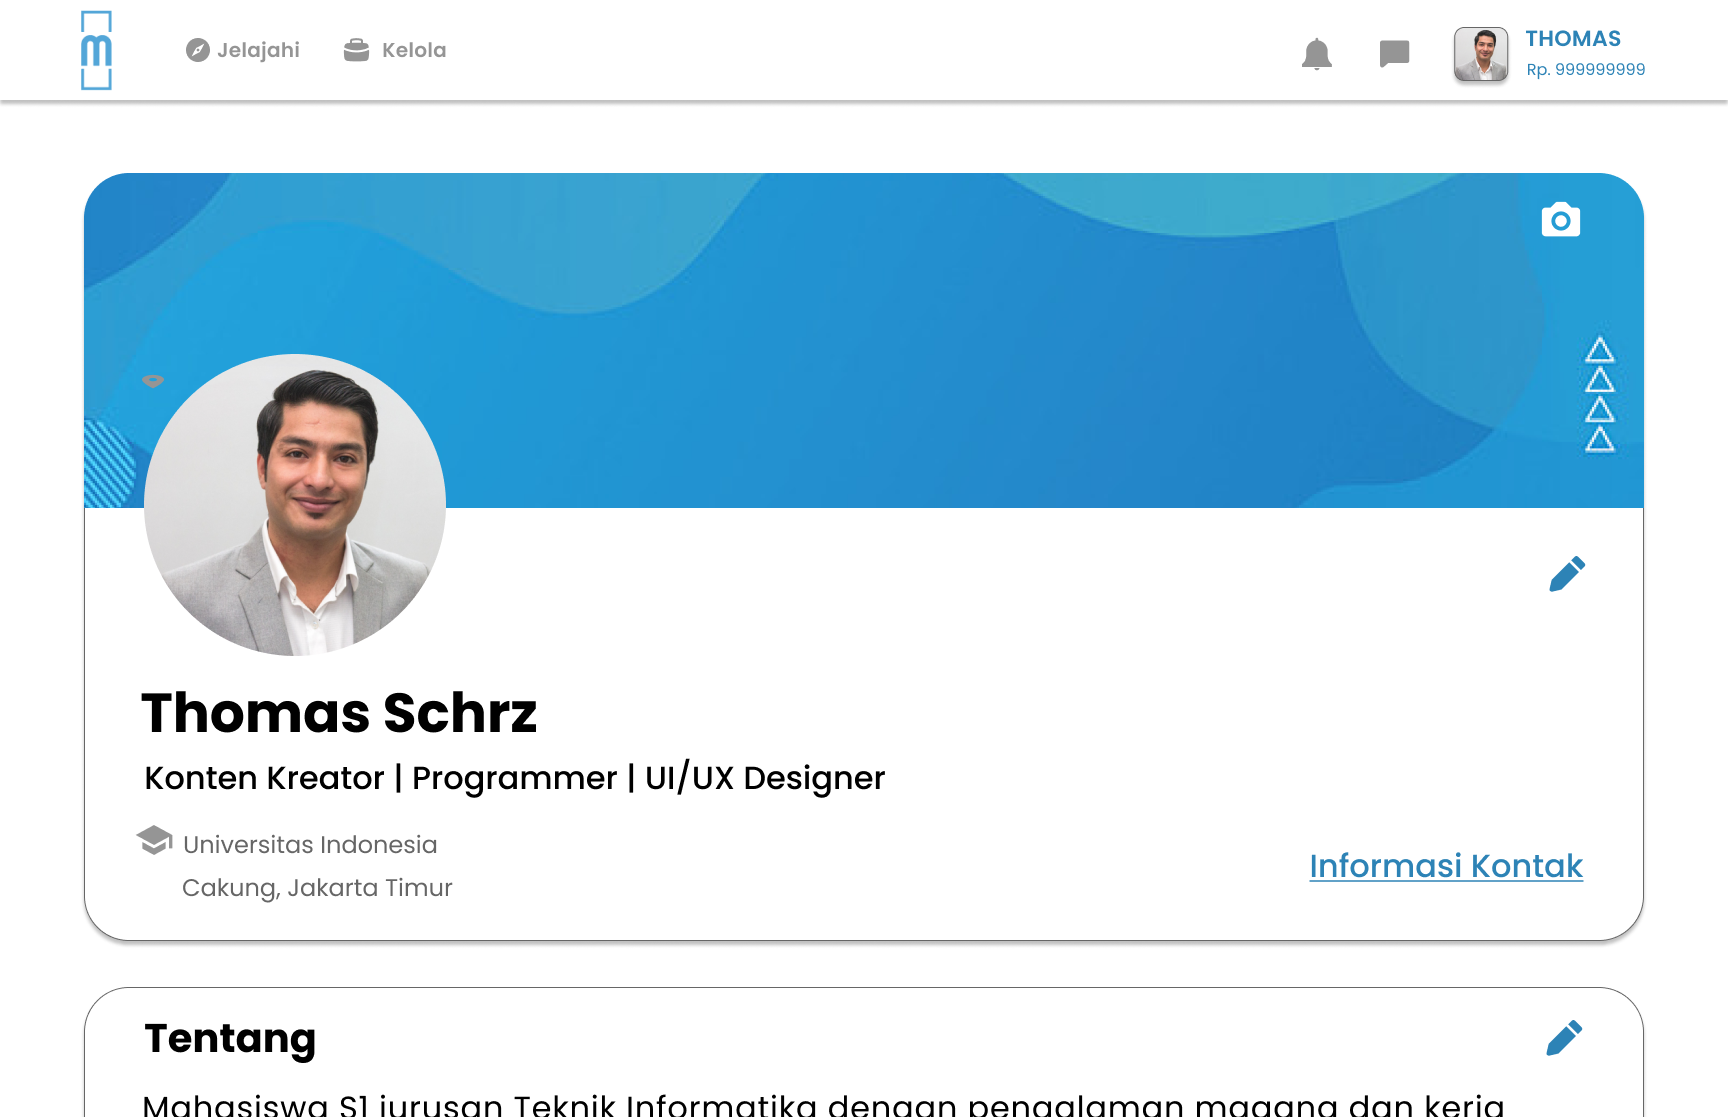 m
Jelajahi
Kelola
THOMAS
Rp. 999999999
Thomas Schrz
Konten Kreator | Programmer | UI/UX Designer
Universitas Indonesia
Cakung, Jakarta Timur
Informasi Kontak
Tentang
Mahasiswa S1 jurusan Teknik Informatika dengan pengalaman magang dan kerja